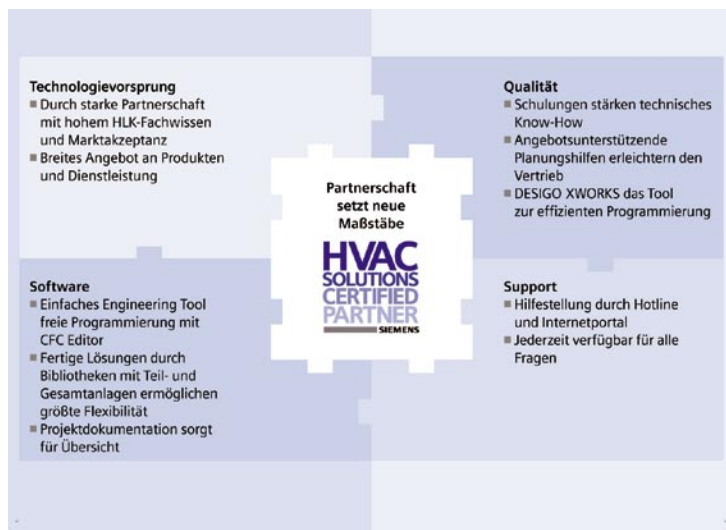 Technologievorsprung
■ Durch starke Partnerschaft
mit hohem HLK-Fachwissen
und Marktakzeptanz
■ Breites Angebot an Produkten
und Dienstleistung
Qualität
■ Schulungen stärken technisches
Know-How
■ Angebotsunterstützende
Planungshilfen erleichtern den
Vertrieb
■ DESIGO XWORKS das Tool
zur effizienten Programmierung
Partnerschaft
setzt neue
Maßstäbe
HVAC
SOLUTIONS
CERTIFIED
PARTNER
SIEMENS
Software
■ Einfaches Engineering Tool
freie Programmierung mit
CFC Editor
■ Fertige Lösungen durch
Bibliotheken mit Teil- und
Gesamtanlagen ermöglichen
größte Flexibilität
■ Projektdokumentation sorgt
für Übersicht
Support
■ Hilfestellung durch Hotline
und Internetportal
■ Jederzeit verfügbar für alle
Fragen